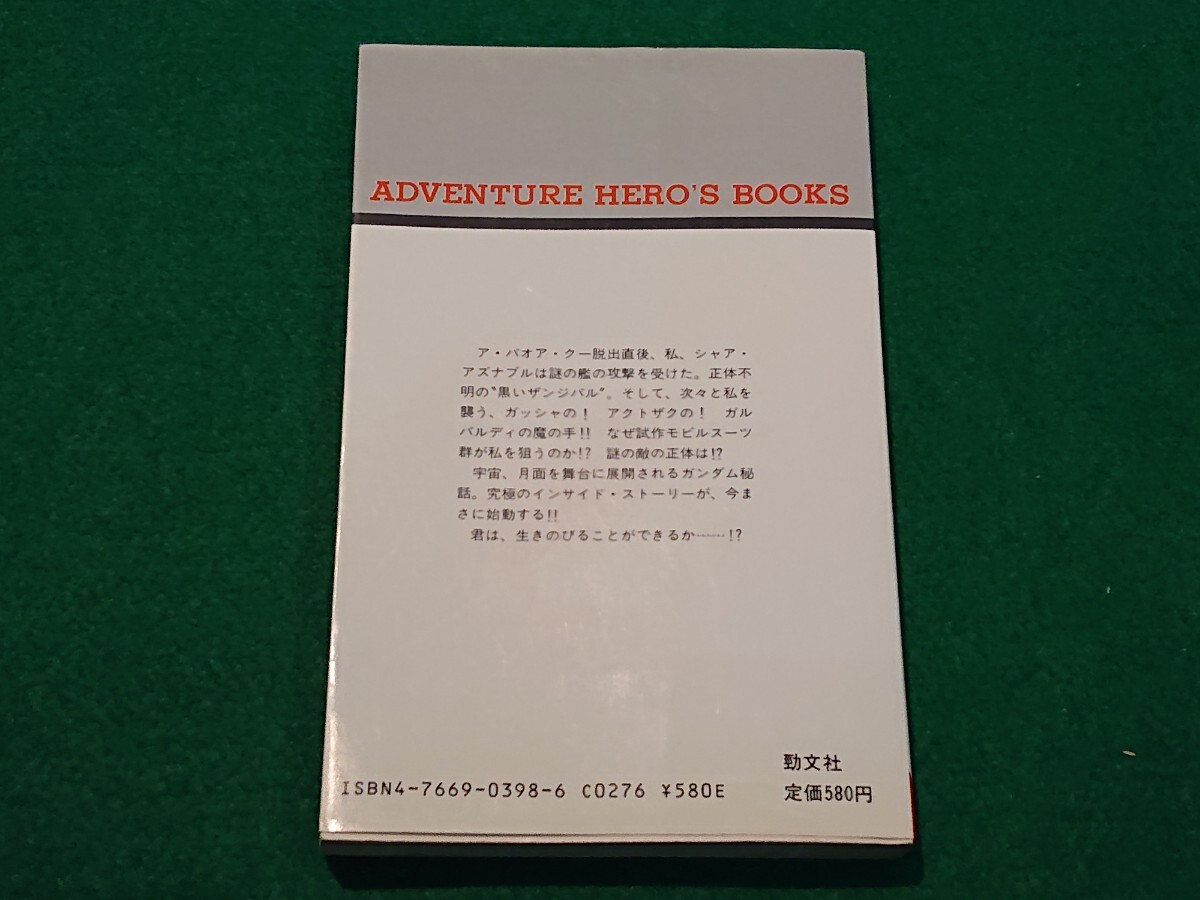 ADVENTURE HERO'S BOOKS
ア・バオア・クー脱出直後、私、シャア・
アズナブルは謎の艦の攻撃を受けた。正体不
明の“黒いザンジバル”。そして、次々と私を
襲う、ガッシャの！　アクトザクの！　ガル
バルディの魔の手!!　なぜ試作モビルスーツ
群が私を狙うのか!?　謎の敵の正体は!?
宇宙、月面を舞台に展開されるガンダム秘
話。究極のインサイド・ストーリーが、今ま
さに始動する!!
君は、生きのびることができるか……!?
勁文社
ISBN4-7669-0398-6 C0276 ¥580E
定価580円